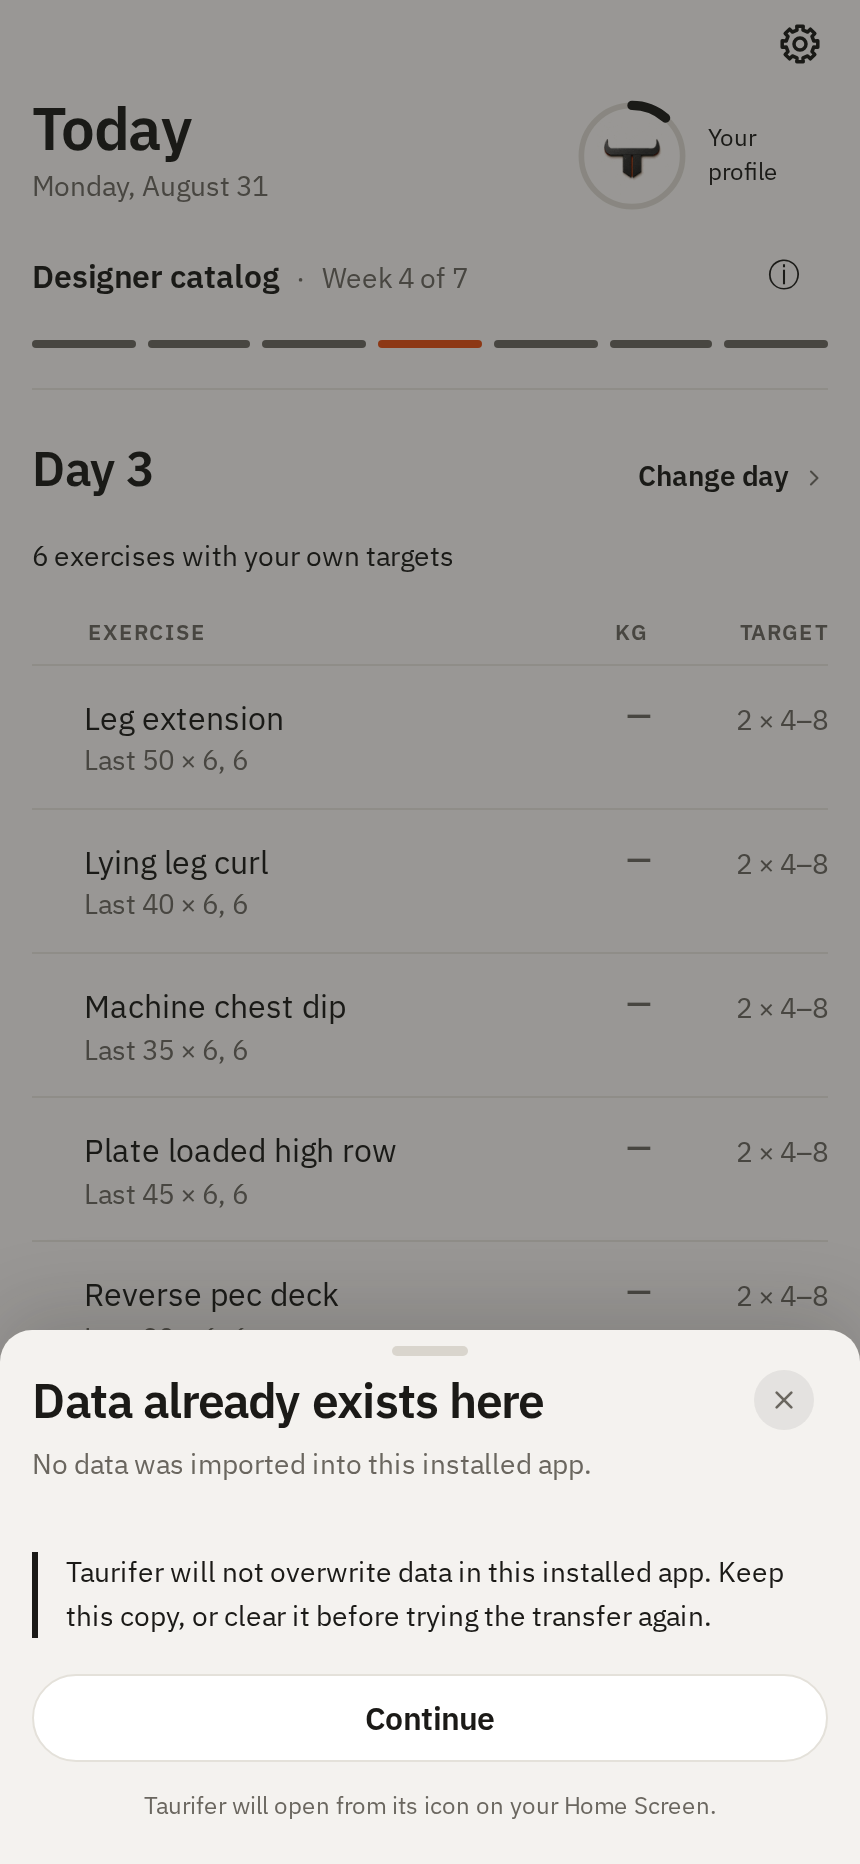 Today
Monday, August 31
Your
profile
Designer catalog · Week 4 of 7
Day 3
Change day
6 exercises with your own targets
EXERCISE KG TARGET
Leg extension — 2 × 4–8
Last 50 × 6, 6
Lying leg curl — 2 × 4–8
Last 40 × 6, 6
Machine chest dip — 2 × 4–8
Last 35 × 6, 6
Plate loaded high row — 2 × 4–8
Last 45 × 6, 6
Reverse pec deck — 2 × 4–8
Data already exists here
No data was imported into this installed app.
Taurifer will not overwrite data in this installed app. Keep
this copy, or clear it before trying the transfer again.
Continue
Taurifer will open from its icon on your Home Screen.